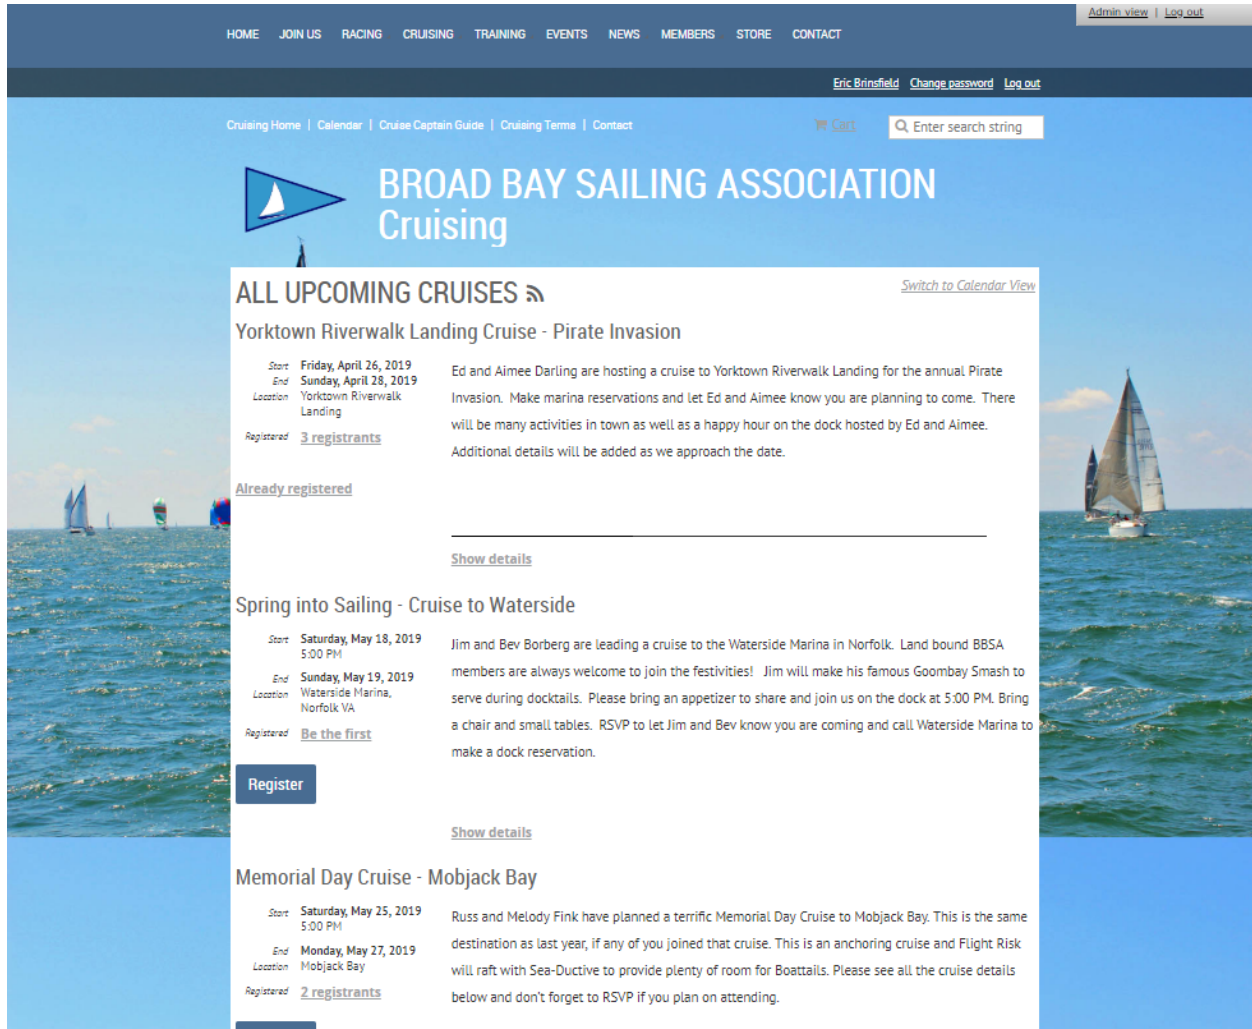 Admin view | Log out
HOME JOIN US RACING CRUISING TRAINING EVENTS NEWS MEMBERS STORE CONTACT
Eric Brinsfield Change password Log out
Cruising Home | Calendar | Cruise Captain Guide | Cruising Terms | Contact
Cart
Enter search string
BROAD BAY SAILING ASSOCIATION
Cruising
ALL UPCOMING CRUISES
Switch to Calendar View
Yorktown Riverwalk Landing Cruise - Pirate Invasion
Start Friday, April 26, 2019
End Sunday, April 28, 2019
Location Yorktown Riverwalk
Landing
Registered 3 registrants
Already registered
Ed and Aimee Darling are hosting a cruise to Yorktown Riverwalk Landing for the annual Pirate
Invasion. Make marina reservations and let Ed and Aimee know you are planning to come. There
will be many activities in town as well as a happy hour on the dock hosted by Ed and Aimee.
Additional details will be added as we approach the date.
Show details
Spring into Sailing - Cruise to Waterside
Start Saturday, May 18, 2019
5:00 PM
End Sunday, May 19, 2019
Location Waterside Marina,
Norfolk VA
Registered Be the first
Register
Jim and Bev Borberg are leading a cruise to the Waterside Marina in Norfolk. Land bound BBSA
members are always welcome to join the festivities! Jim will make his famous Goombay Smash to
serve during docktails. Please bring an appetizer to share and join us on the dock at 5:00 PM. Bring
a chair and small tables. RSVP to let Jim and Bev know you are coming and call Waterside Marina to
make a dock reservation.
Show details
Memorial Day Cruise - Mobjack Bay
Start Saturday, May 25, 2019
5:00 PM
End Monday, May 27, 2019
Location Mobjack Bay
Registered 2 registrants
Russ and Melody Fink have planned a terrific Memorial Day Cruise to Mobjack Bay. This is the same
destination as last year, if any of you joined that cruise. This is an anchoring cruise and Flight Risk
will raft with Sea-Ductive to provide plenty of room for Boattails. Please see all the cruise details
below and don't forget to RSVP if you plan on attending.